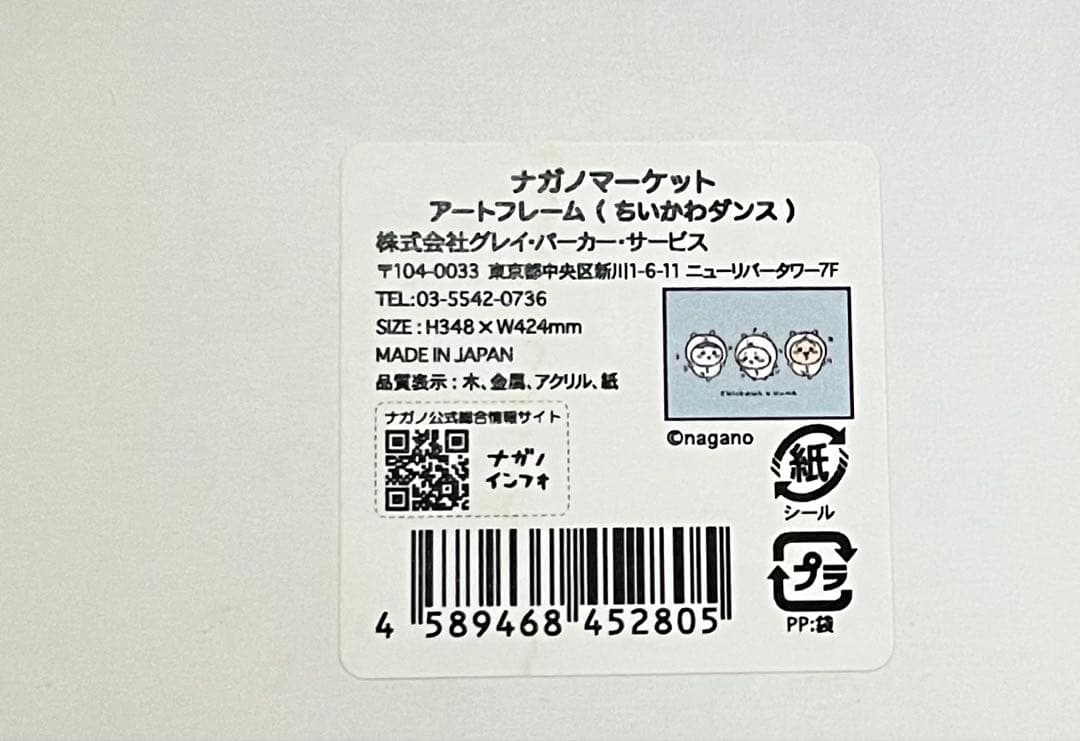 ナガノマーケット
アートフレーム ( ちいかわダンス )
株式会社グレイ・パーカー・サービス
〒104-0033 東京都中央区新川1-6-11 ニューリバータワー7F
TEL:03-5542-0736
SIZE : H348×W424mm
MADE IN JAPAN
品質表示 : 木、金属、アクリル、紙
©nagano
ナガノ公式総合情報サイト
ナガノ
インフォ
紙
シール
プラ
PP:袋
4 589468 452805